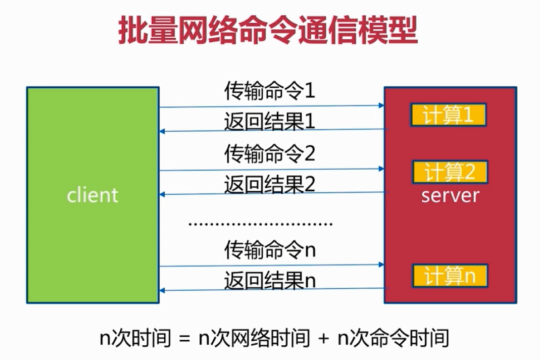 批量网络命令通信模型
传输命令1
计算1
返回结果1
传输命令2
计算2
返回结果2
client
server
................................
传输命令n
计算n
返回结果n
n次时间 = n次网络时间 + n次命令时间